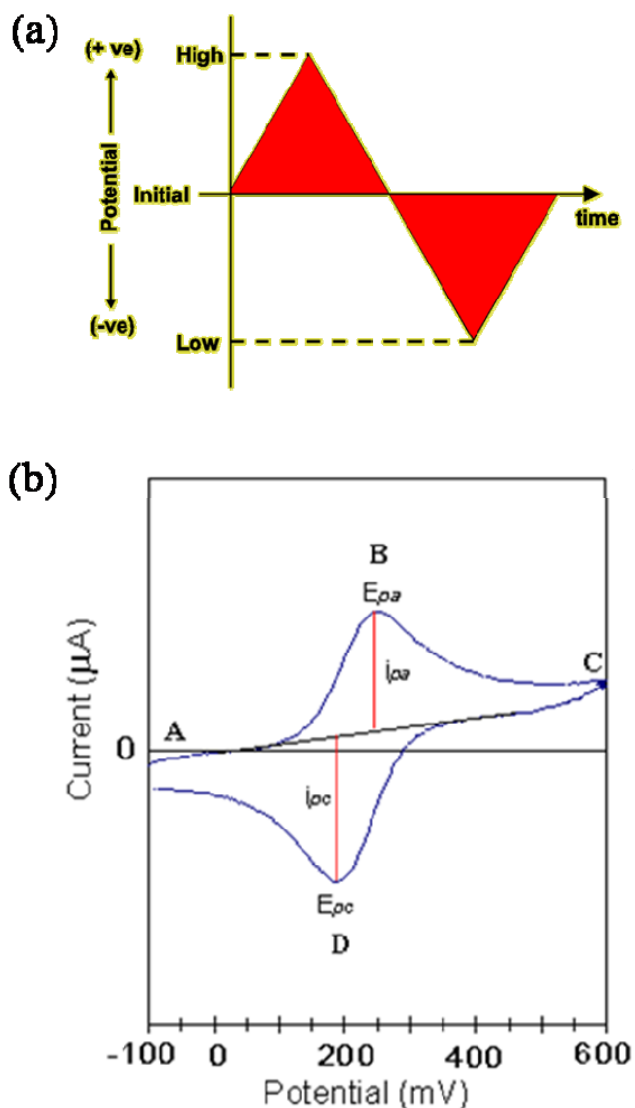 (a)
(+ ve)
High
Potential
Initial
time
(-ve)
Low
(b)
B
Epa
C
ipa
Current (µA)
A
0
ipc
Epc
D
-100 0 200 400 600
Potential (mV)